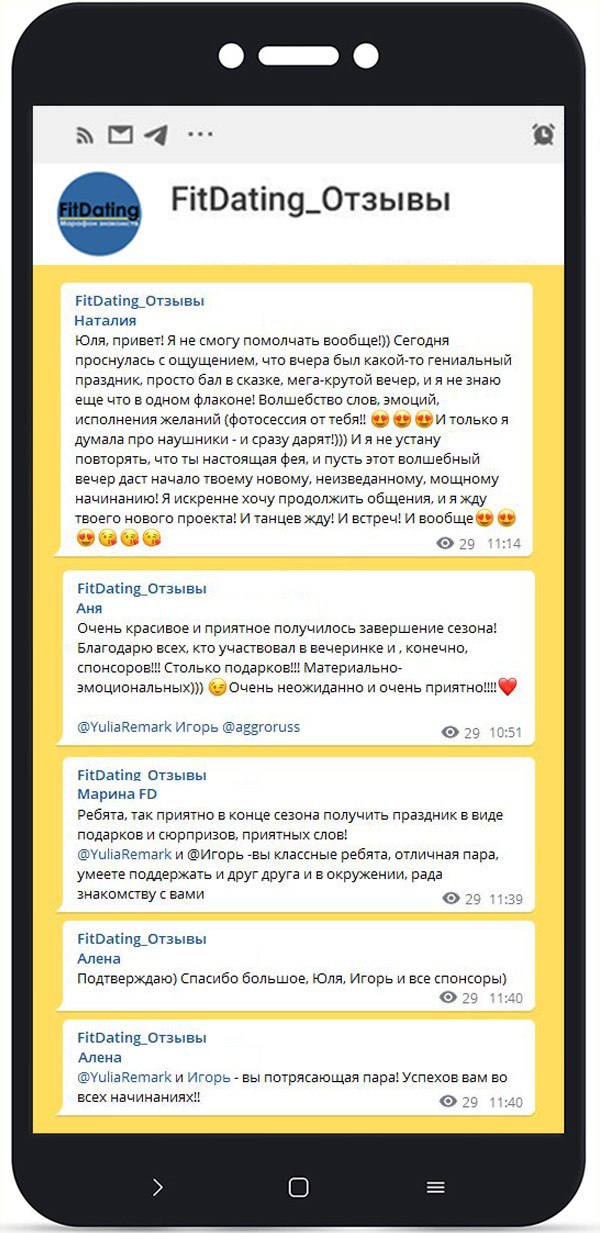 FitDating_Отзывы
FitDating
Марафон знакомств
FitDating_Отзывы
Наталия
Юля, привет! Я не смогу помолчать вообще!)) Сегодня
проснулась с ощущением, что вчера был какой-то гениальный
праздник, просто бал в сказке, мега-крутой вечер, и я не знаю
еще что в одном флаконе! Волшебство слов, эмоций,
исполнения желаний (фотосессия от тебя!! 😍😍😍И только я
думала про наушники - и сразу дарят!))) И я не устану
повторять, что ты настоящая фея, и пусть этот волшебный
вечер даст начало твоему новому, неизведанному, мощному
начинанию! Я искренне хочу продолжить общения, и я жду
твоего нового проекта! И танцев жду! И встреч! И вообще😍😍
😍😘😘😘 29 11:14
FitDating_Отзывы
Аня
Очень красивое и приятное получилось завершение сезона!
Благодарю всех, кто участвовал в вечеринке и , конечно,
спонсоров!!! Столько подарков!!! Материально-
эмоциональных))) 😉Очень неожиданно и очень приятно!!!!❤️
@YuliaRemark Игорь @aggroruss 29 10:51
FitDating_Отзывы
Марина FD
Ребята, так приятно в конце сезона получить праздник в виде
подарков и сюрпризов, приятных слов!
@YuliaRemark и @Игорь -вы классные ребята, отличная пара,
умеете поддержать и друг друга и в окружении, рада
знакомству с вами 29 11:39
FitDating_Отзывы
Алена
Подтверждаю) Спасибо большое, Юля, Игорь и все спонсоры)
29 11:40
FitDating_Отзывы
Алена
@YuliaRemark и Игорь - вы потрясающая пара! Успехов вам во
всех начинаниях!! 29 11:40